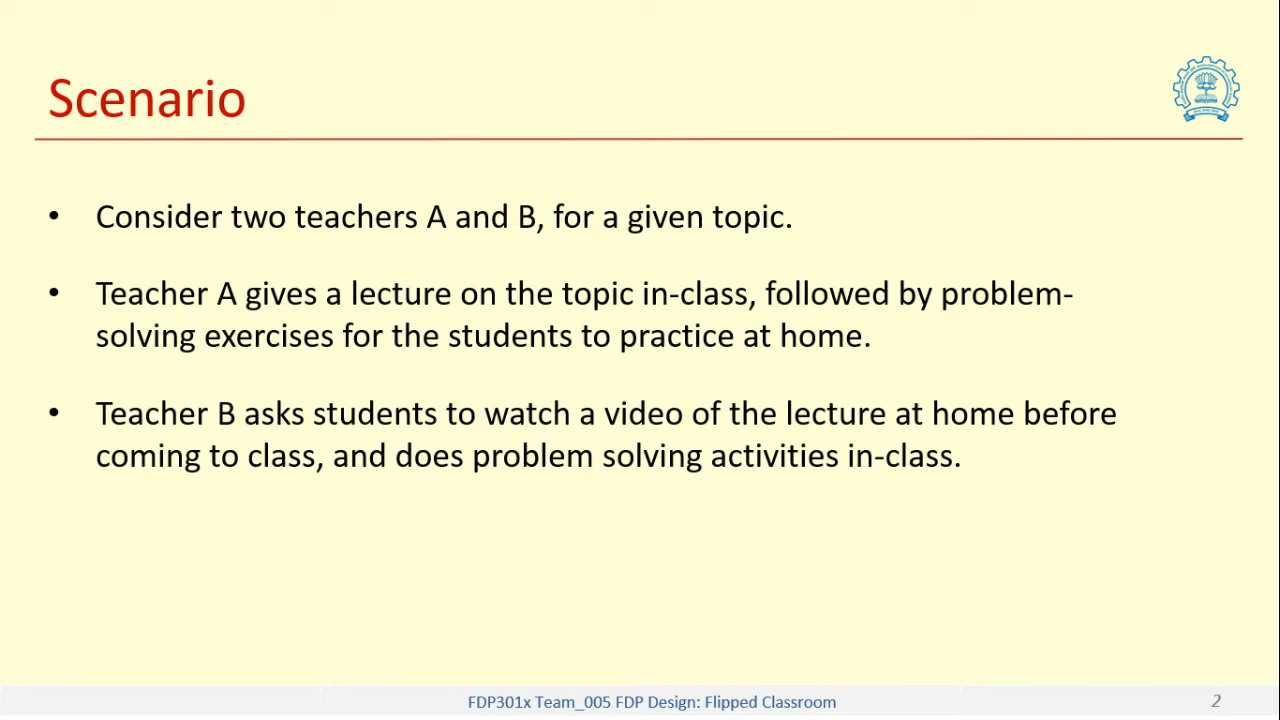 Scenario
• Consider two teachers A and B, for a given topic.
• Teacher A gives a lecture on the topic in-class, followed by problem-
solving exercises for the students to practice at home.
• Teacher B asks students to watch a video of the lecture at home before
coming to class, and does problem solving activities in-class.
FDP301x Team_005 FDP Design: Flipped Classroom
2